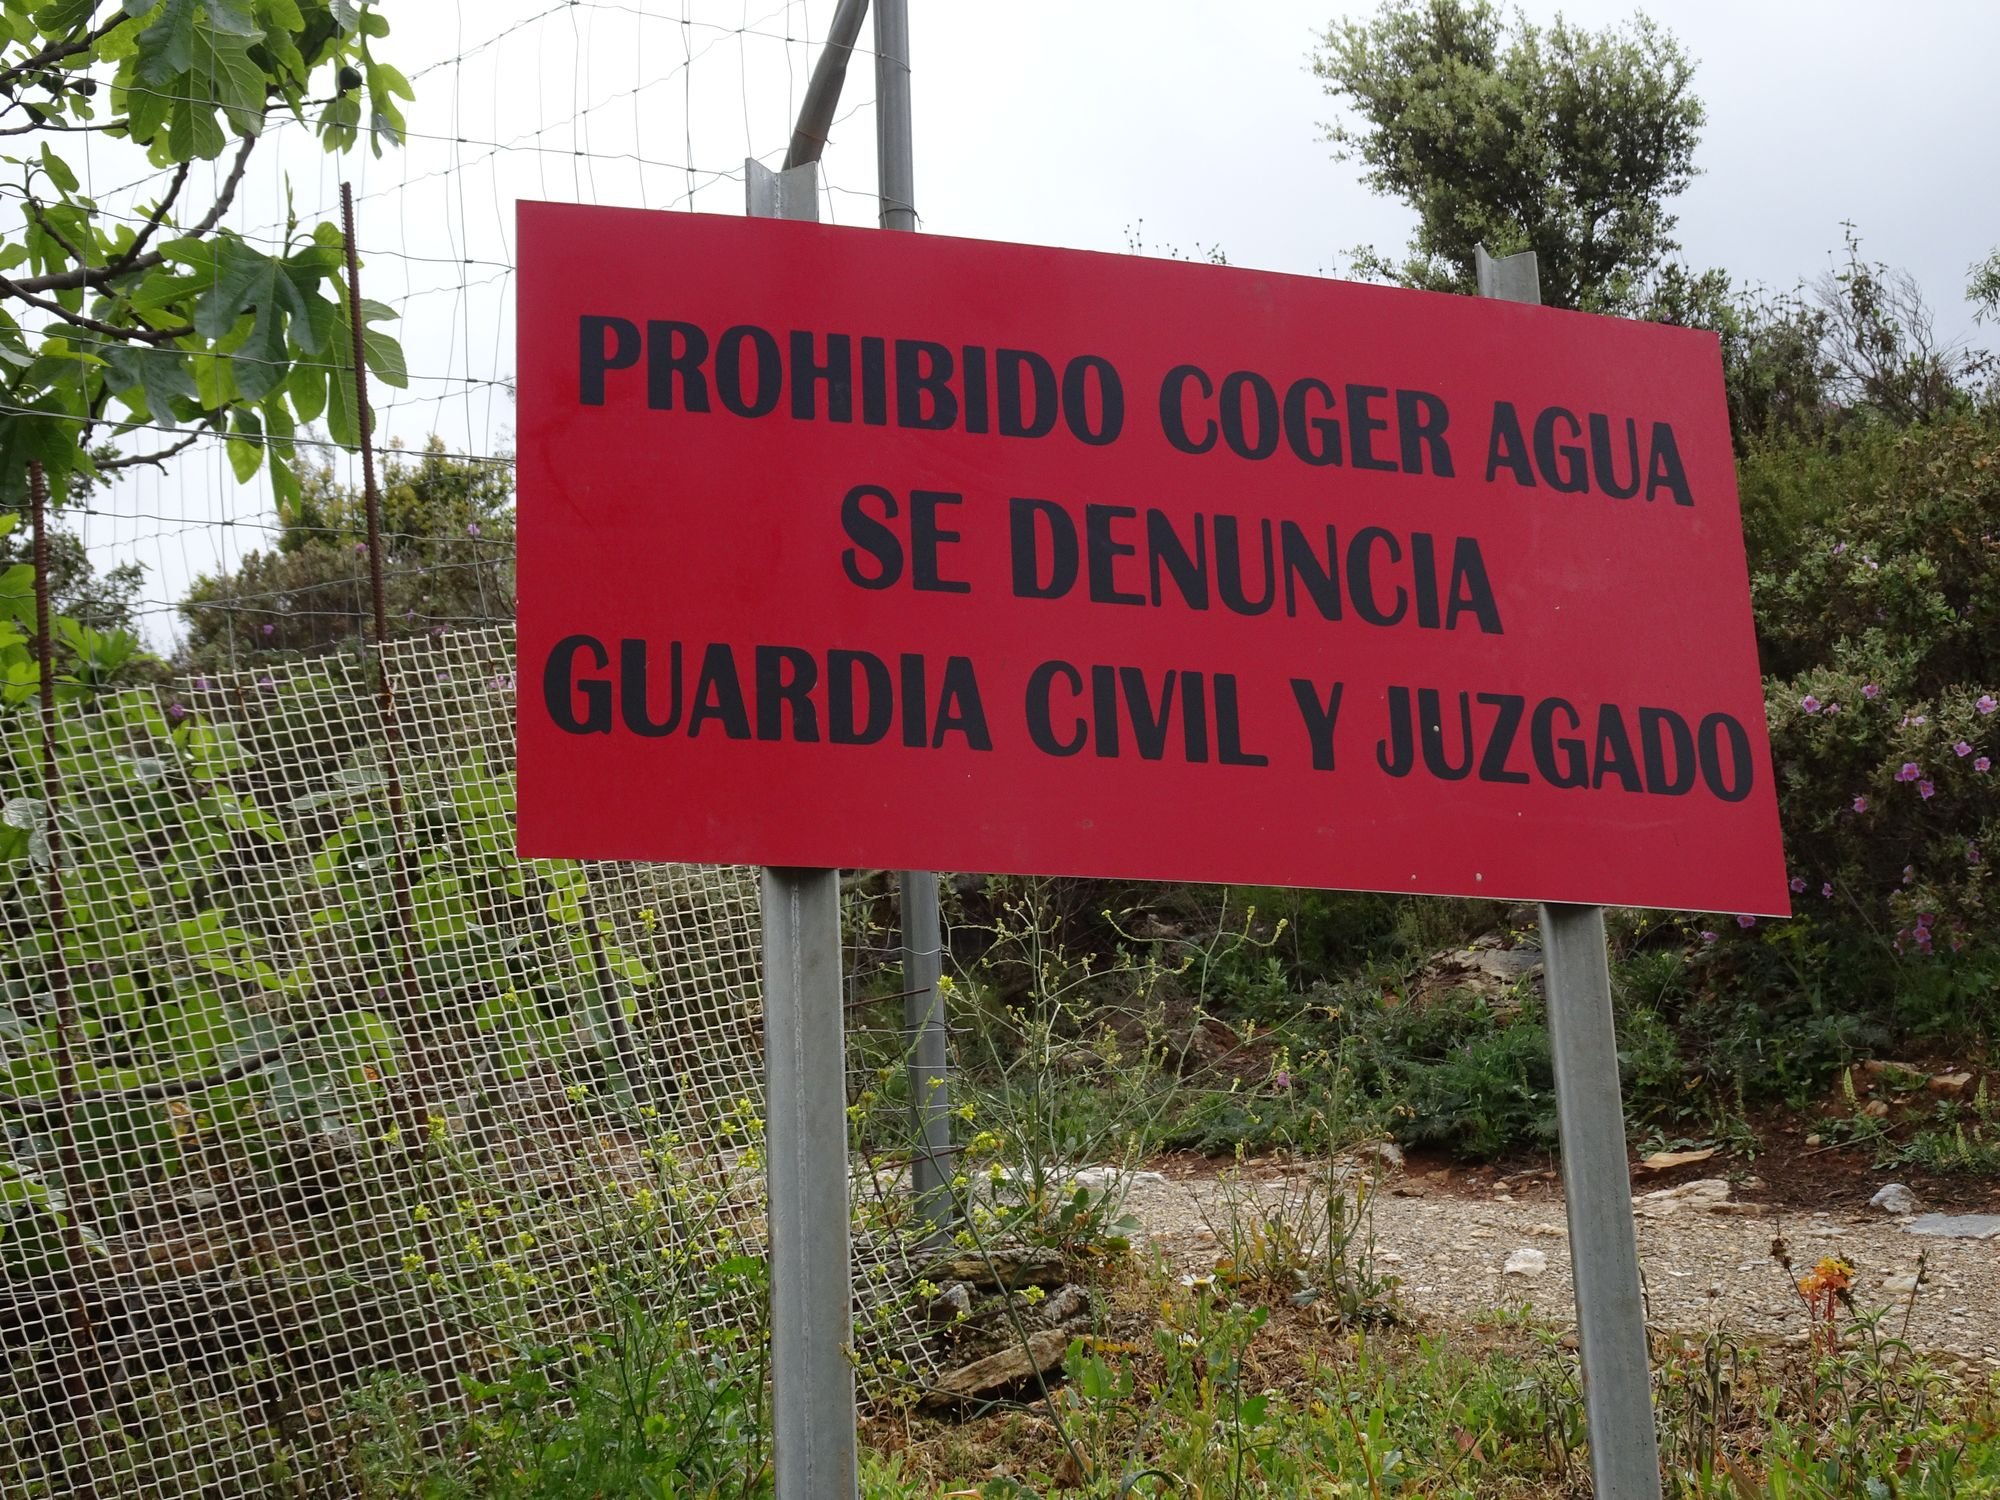 PROHIBIDO COGER AGUA
SE DENUNCIA
GUARDIA CIVIL Y JUZGADO